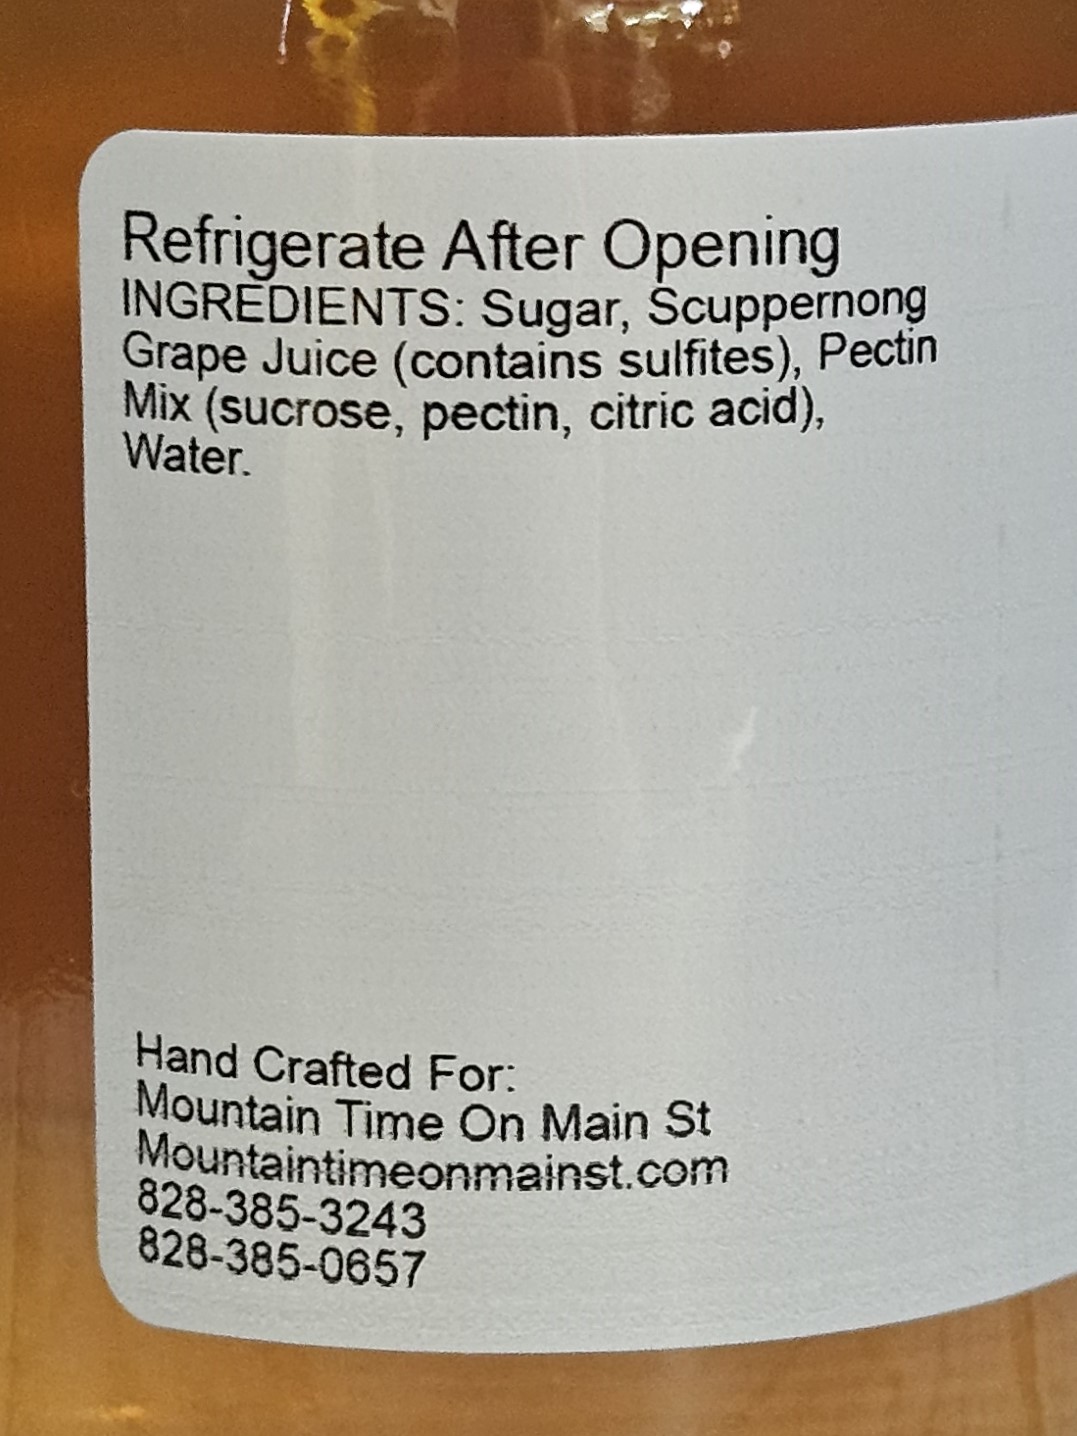 Refrigerate After Opening
INGREDIENTS: Sugar, Scuppernong
Grape Juice (contains sulfites), Pectin
Mix (sucrose, pectin, citric acid),
Water.
Hand Crafted For:
Mountain Time On Main St
Mountaintimeonmainst.com
828-385-3243
828-385-0657